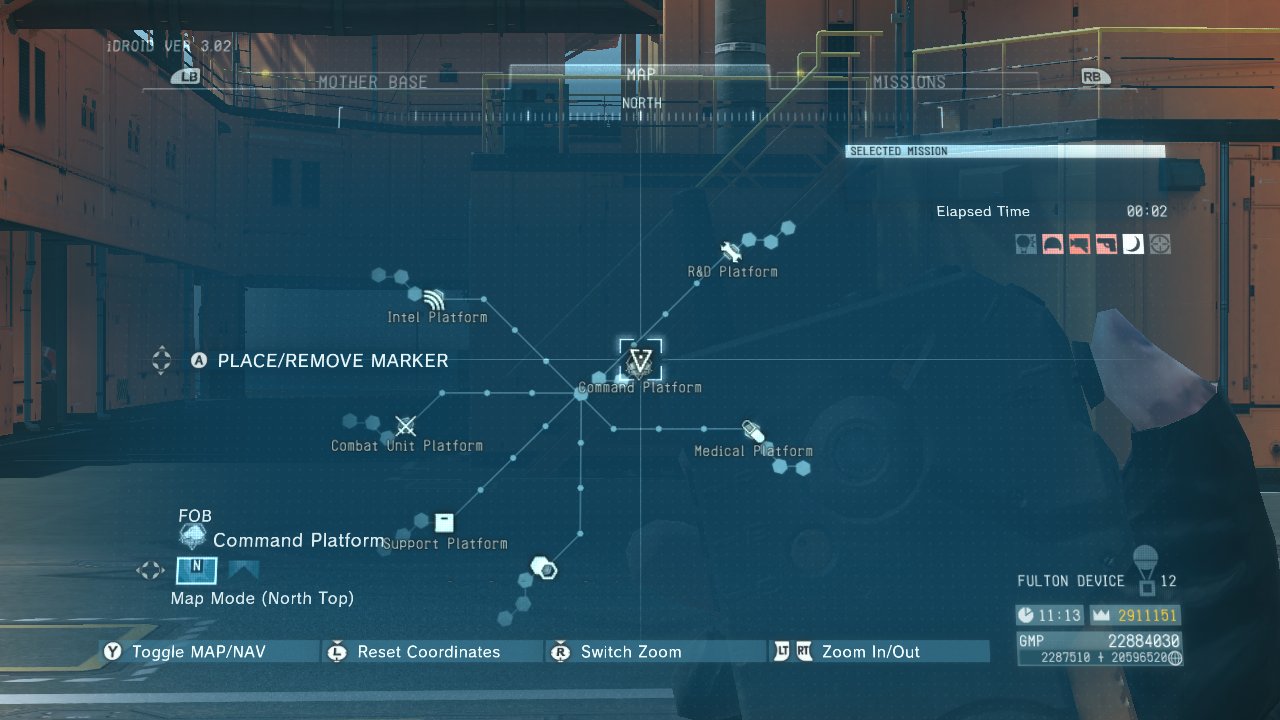 iDROID VER 3.02
LB
MOTHER BASE
MAP
MISSIONS
RB
NORTH
SELECTED MISSION
Elapsed Time 00:02
R&D Platform
Intel Platform
A PLACE/REMOVE MARKER
Command Platform
Combat Unit Platform
Medical Platform
FOB
Command Platform
Support Platform
N
Map Mode (North Top)
FULTON DEVICE 12
11:13 2911151
GMP 22884030
2287510 + 20596520
Y Toggle MAP/NAV
L Reset Coordinates
R Switch Zoom
LT RT Zoom In/Out